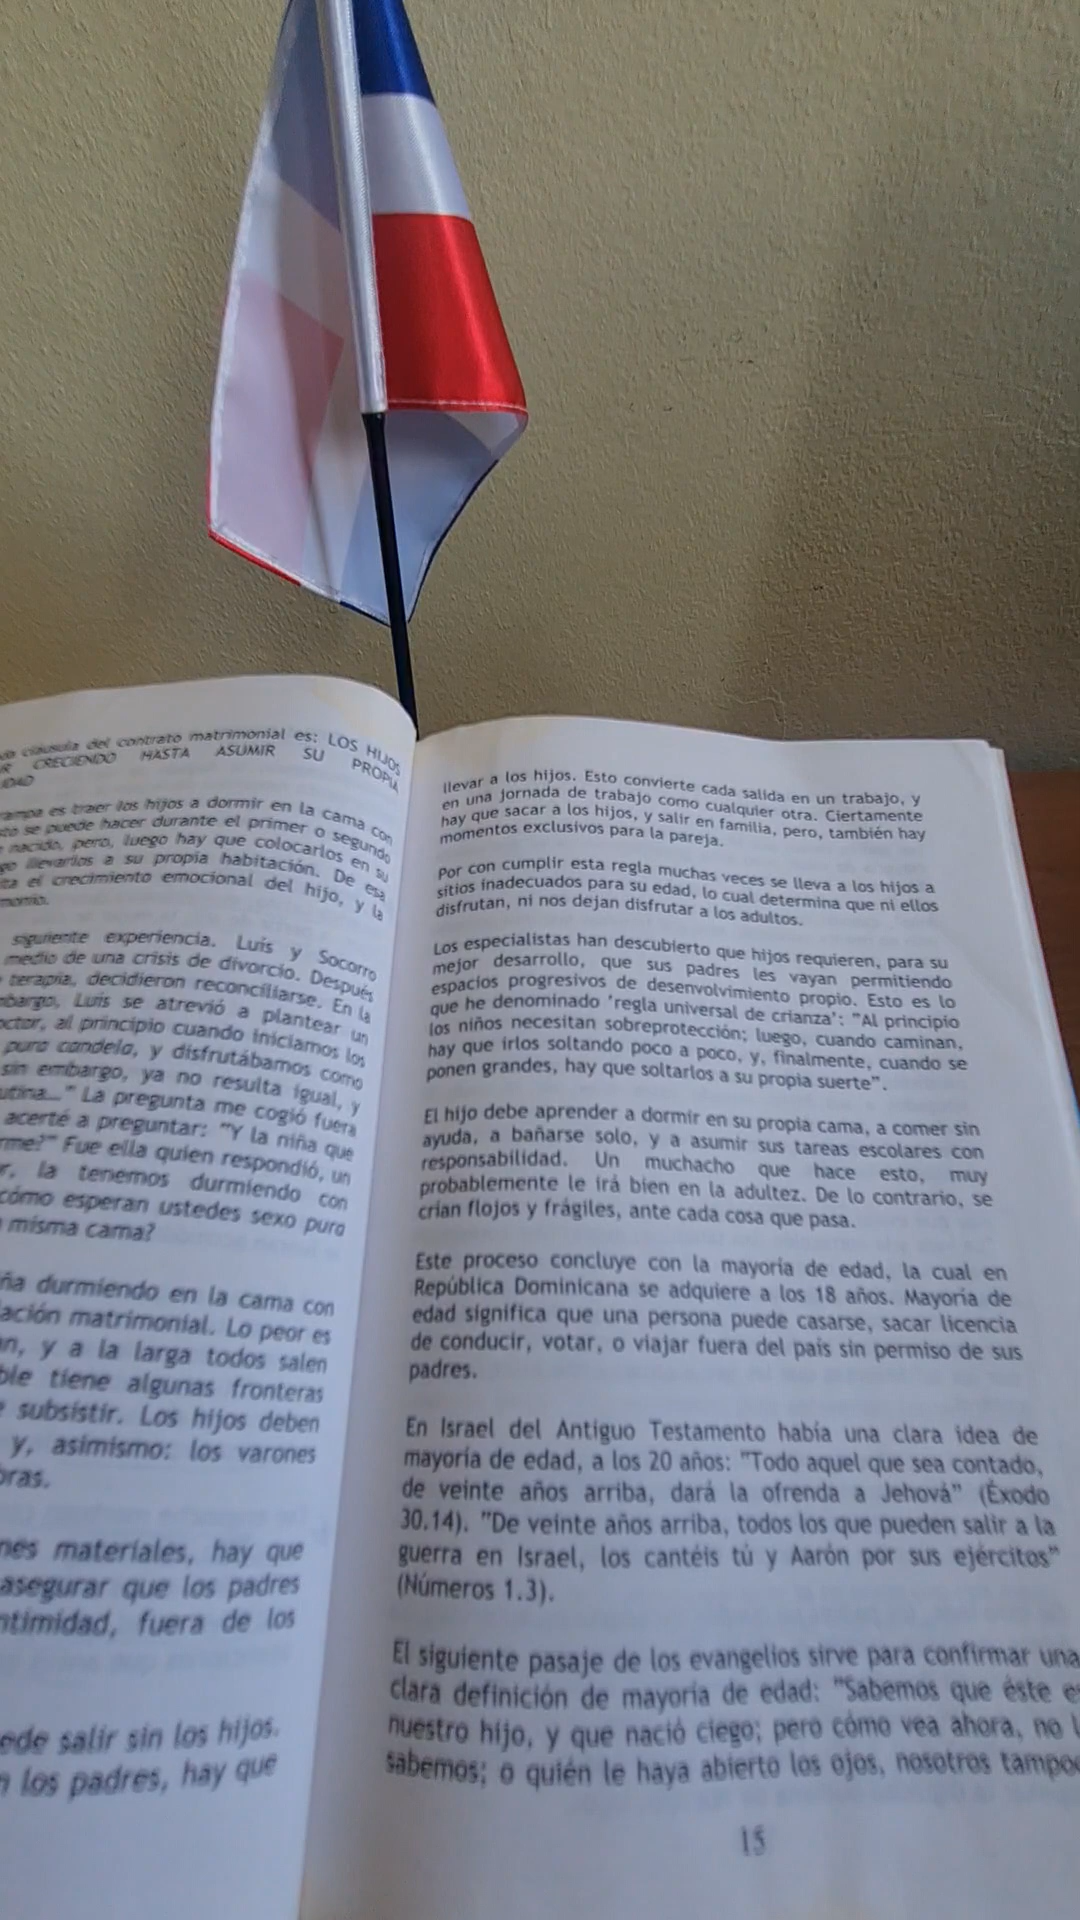 cláusula del contrato matrimonial es: LOS HIJOS
CRECIENDO HASTA ASUMIR SU PROPIA
es traer los hijos a dormir en la cama con
se puede hacer durante el primer o segundo
nacido, pero, luego hay que colocarlos en su
llevarlos a su propia habitación. De esa
el crecimiento emocional del hijo, y la
siguiente experiencia. Luis y Socorro
medio de una crisis de divorcio. Después
terapia, decidieron reconciliarse. En la
Luis se atrevió a plantear un
al principio cuando iniciamos los
pura candela, y disfrutábamos como
sin embargo, ya no resulta igual, y
La pregunta me cogió fuera
acerté a preguntar: "Y la niña que
Fue ella quien respondió, un
la tenemos durmiendo con
cómo esperan ustedes sexo pura
misma cama?
durmiendo en la cama con
matrimonial. Lo peor es
y a la larga todos salen
tiene algunas fronteras
subsistir. Los hijos deben
y, asimismo: los varones
materiales, hay que
asegurar que los padres
fuera de los
salir sin los hijos.
los padres, hay que
llevar a los hijos. Esto convierte cada salida en un trabajo, y
en una jornada de trabajo como cualquier otra. Ciertamente
hay que sacar a los hijos, y salir en familia, pero, también hay
momentos exclusivos para la pareja.
Por con cumplir esta regla muchas veces se lleva a los hijos a
sitios inadecuados para su edad, lo cual determina que ni ellos
disfrutan, ni nos dejan disfrutar a los adultos.
Los especialistas han descubierto que hijos requieren, para su
mejor desarrollo, que sus padres les vayan permitiendo
espacios progresivos de desenvolvimiento propio. Esto es lo
que he denominado 'regla universal de crianza': "Al principio
los niños necesitan sobreprotección; luego, cuando caminan,
hay que irlos soltando poco a poco, y, finalmente, cuando se
ponen grandes, hay que soltarlos a su propia suerte".
El hijo debe aprender a dormir en su propia cama, a comer sin
ayuda, a bañarse solo, y a asumir sus tareas escolares con
responsabilidad. Un muchacho que hace esto, muy
probablemente le irá bien en la adultez. De lo contrario, se
crían flojos y frágiles, ante cada cosa que pasa.
Este proceso concluye con la mayoría de edad, la cual en
República Dominicana se adquiere a los 18 años. Mayoría de
edad significa que una persona puede casarse, sacar licencia
de conducir, votar, o viajar fuera del país sin permiso de sus
padres.
En Israel del Antiguo Testamento había una clara idea de
mayoría de edad, a los 20 años: "Todo aquel que sea contado,
de veinte años arriba, dará la ofrenda a Jehová" (Éxodo
30.14). "De veinte años arriba, todos los que pueden salir a la
guerra en Israel, los cantéis tú y Aarón por sus ejércitos"
(Números 1.3).
El siguiente pasaje de los evangelios sirve para confirmar una
clara definición de mayoría de edad: "Sabemos que éste
nuestro hijo, y que nació ciego; pero cómo vea ahora, no
sabemos; o quién le haya abierto los ojos, nosotros
15